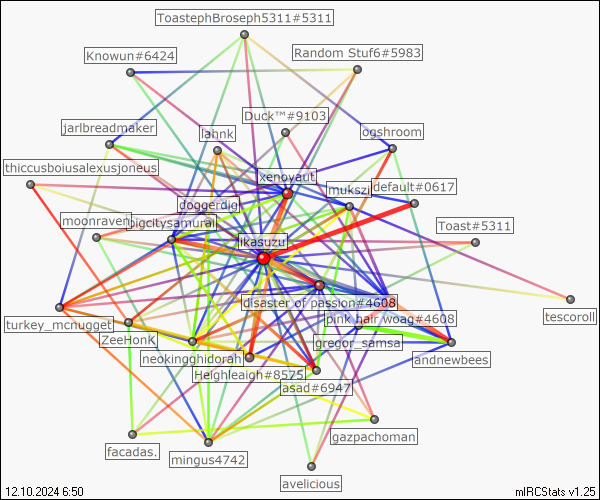 ToastephBroseph5311#5311
Knowun#6424
Random Stuf6#5983
Duck™#9103
jarlbreadmaker
lahnk
ogshroom
thiccusboiusalexusjoneus
xenoyaut
mukszi
default#0617
doggerdigi
moonraven
bigcitysamurai
Toast#5311
ikasuzu
disaster of passion#4608
tescoroll
turkey_mcnugget
pink hair woag#4608
ZeeHonK
gregor_samsa
neokingghidorah
andnewbees
Heighleaigh#8575
asad#6947
gazpachoman
facadas.
mingus4742
avelicious
12.10.2024 6:50
mIRCStats v1.25